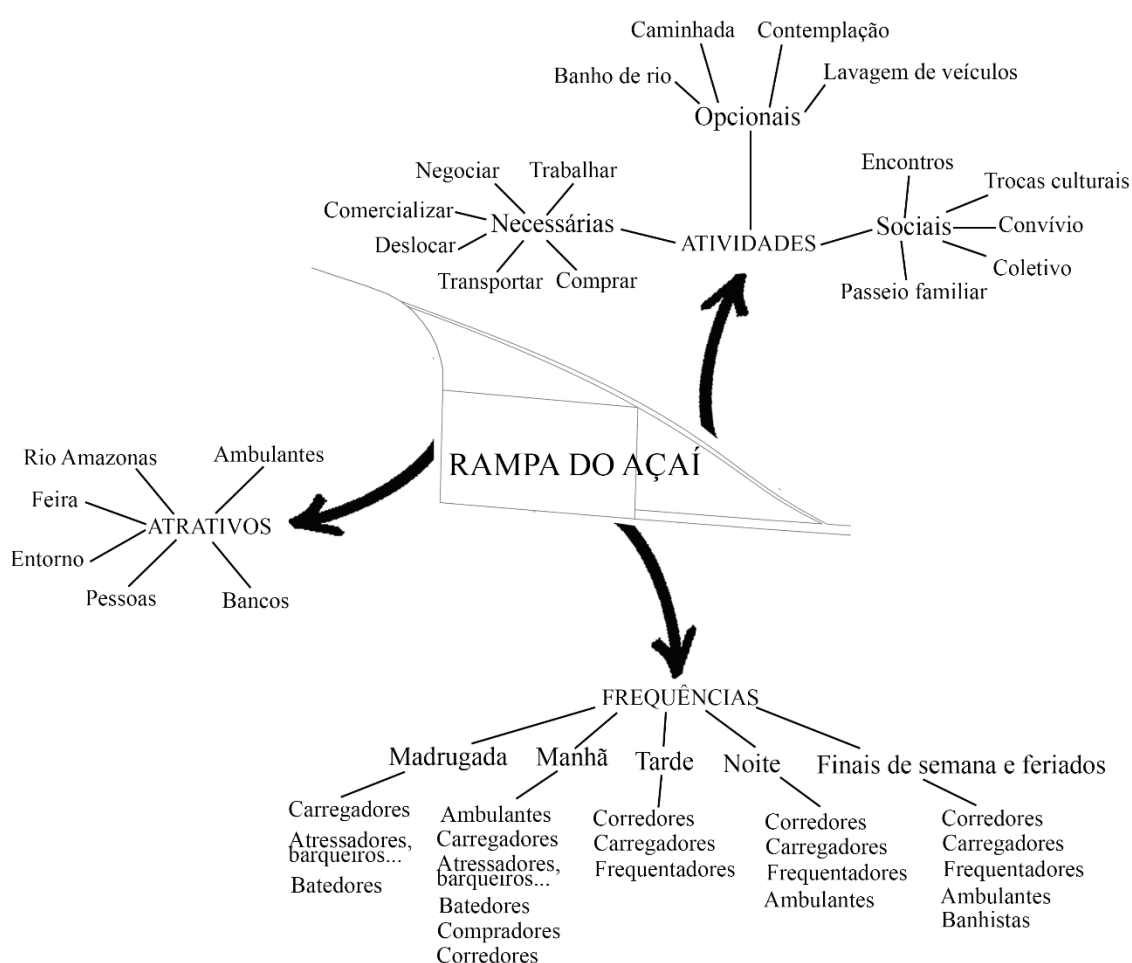 Caminhada
Contemplação
Banho de rio
Lavagem de veículos
Opcionais
Negociar
Trabalhar
Comercializar
Necessárias
Deslocar
Transportar
Comprar
ATIVIDADES
Encontros
Trocas culturais
Sociais
Convívio
Coletivo
Passeio familiar
RAMPA DO AÇAÍ
Rio Amazonas
Ambulantes
Feira
ATRATIVOS
Entorno
Pessoas
Bancos
FREQUÊNCIAS
Madrugada
Carregadores
Atressadores,
barqueiros...
Batedores
Manhã
Ambulantes
Carregadores
Atressadores,
barqueiros...
Batedores
Compradores
Corredores
Tarde
Corredores
Carregadores
Frequentadores
Noite
Corredores
Carregadores
Frequentadores
Ambulantes
Finais de semana e feriados
Corredores
Carregadores
Frequentadores
Ambulantes
Banhistas